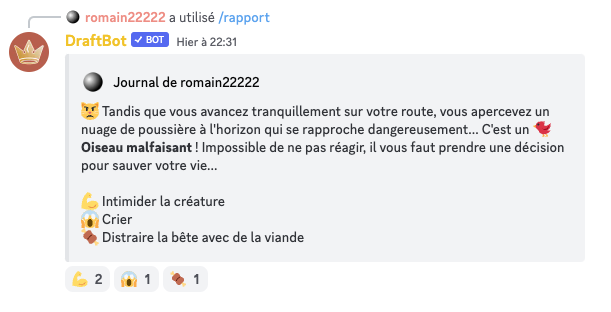 romain22222 a utilisé /rapport
DraftBot ✓ BOT Hier à 22:31
Journal de romain22222
😾 Tandis que vous avancez tranquillement sur votre route, vous apercevez un
nuage de poussière à l'horizon qui se rapproche dangereusement... C'est un 🐦
Oiseau malfaisant ! Impossible de ne pas réagir, il vous faut prendre une décision
pour sauver votre vie...
💪 Intimider la créature
😱 Crier
🍖 Distraire la bête avec de la viande
💪 2 😱 1 🍖 1